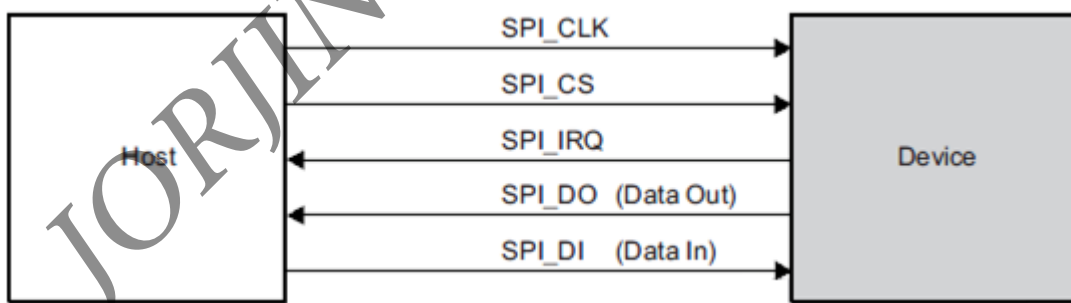 SPI_CLK
SPI_CS
SPI_IRQ
Host
Device
SPI_DO (Data Out)
SPI_DI (Data In)
JORJIN